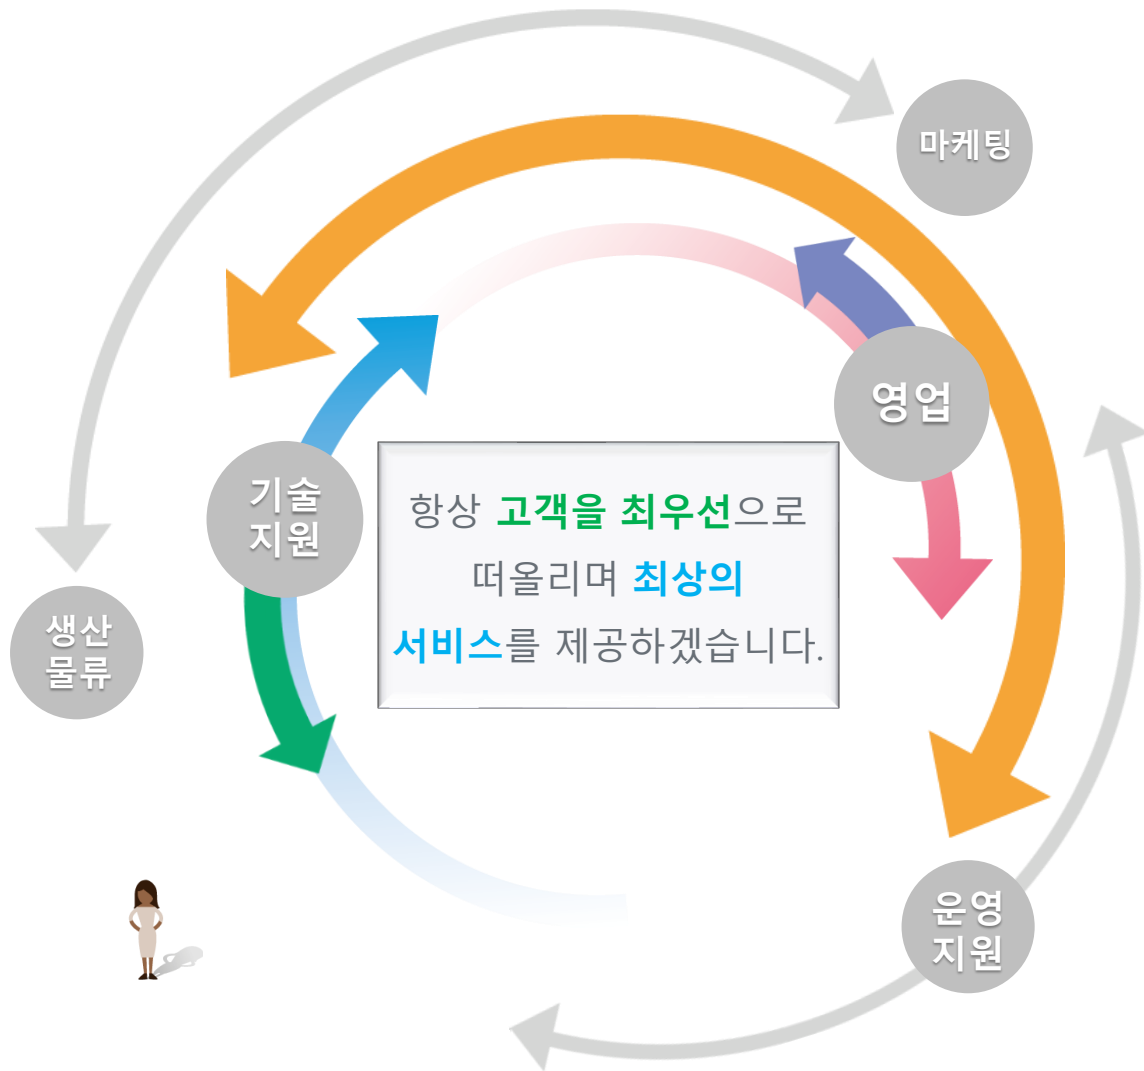 마케팅
영업
기술
지원
항상 고객을 최우선으로
떠올리며 최상의
서비스를 제공하겠습니다.
생산
물류
운영
지원